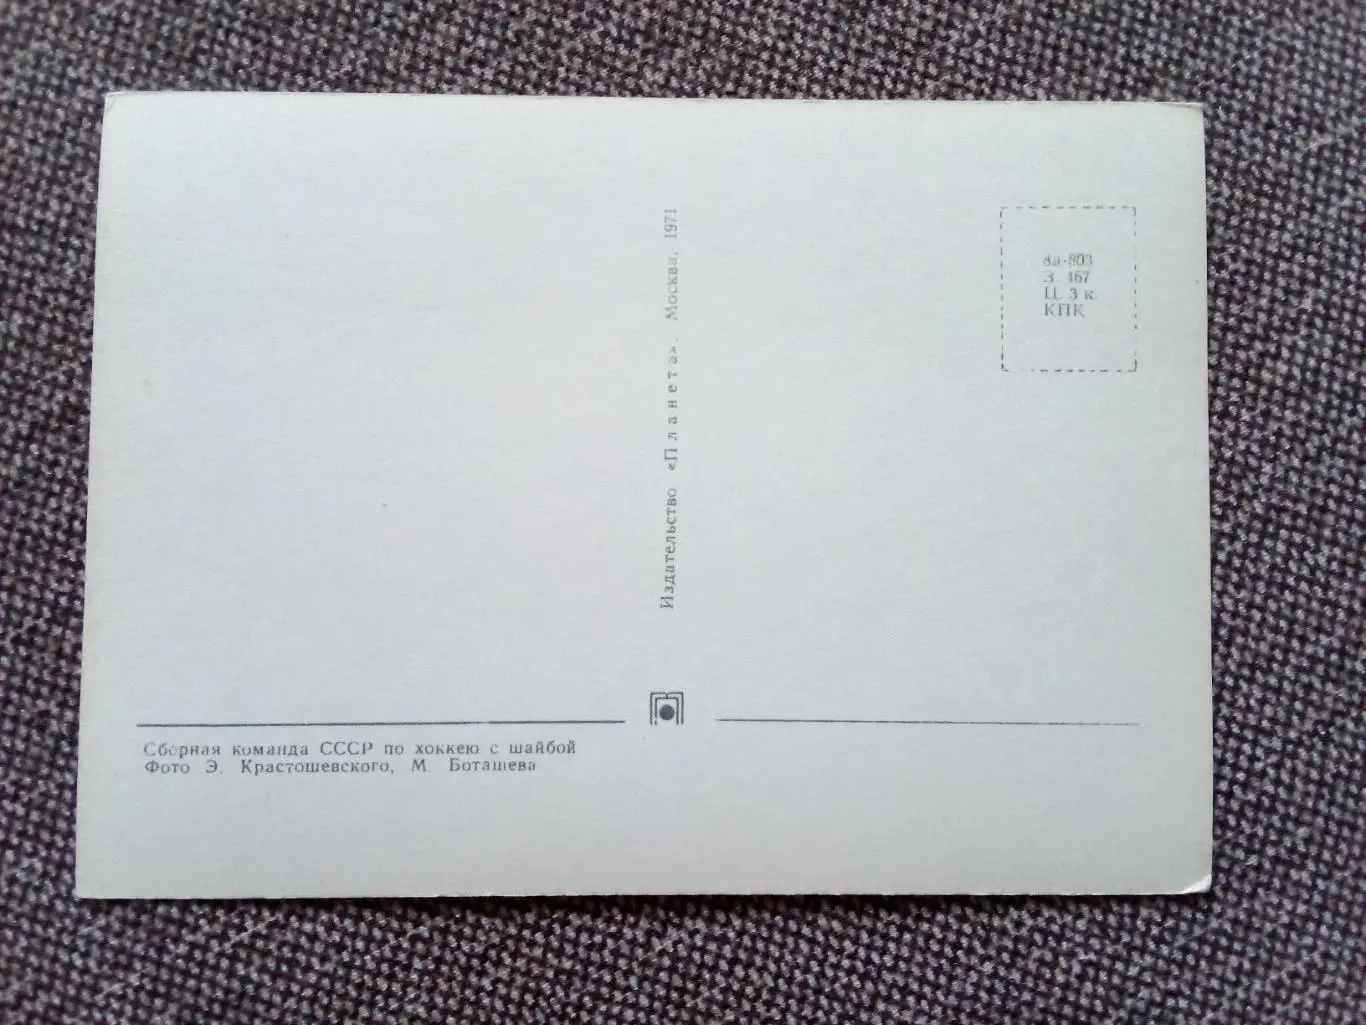 Издательство «Планета». Москва, 1971
8а-803
З. 467
Ц. 3 к.
КПК
Сборная команда СССР по хоккею с шайбой
Фото Э. Крастошевского, М. Боташева